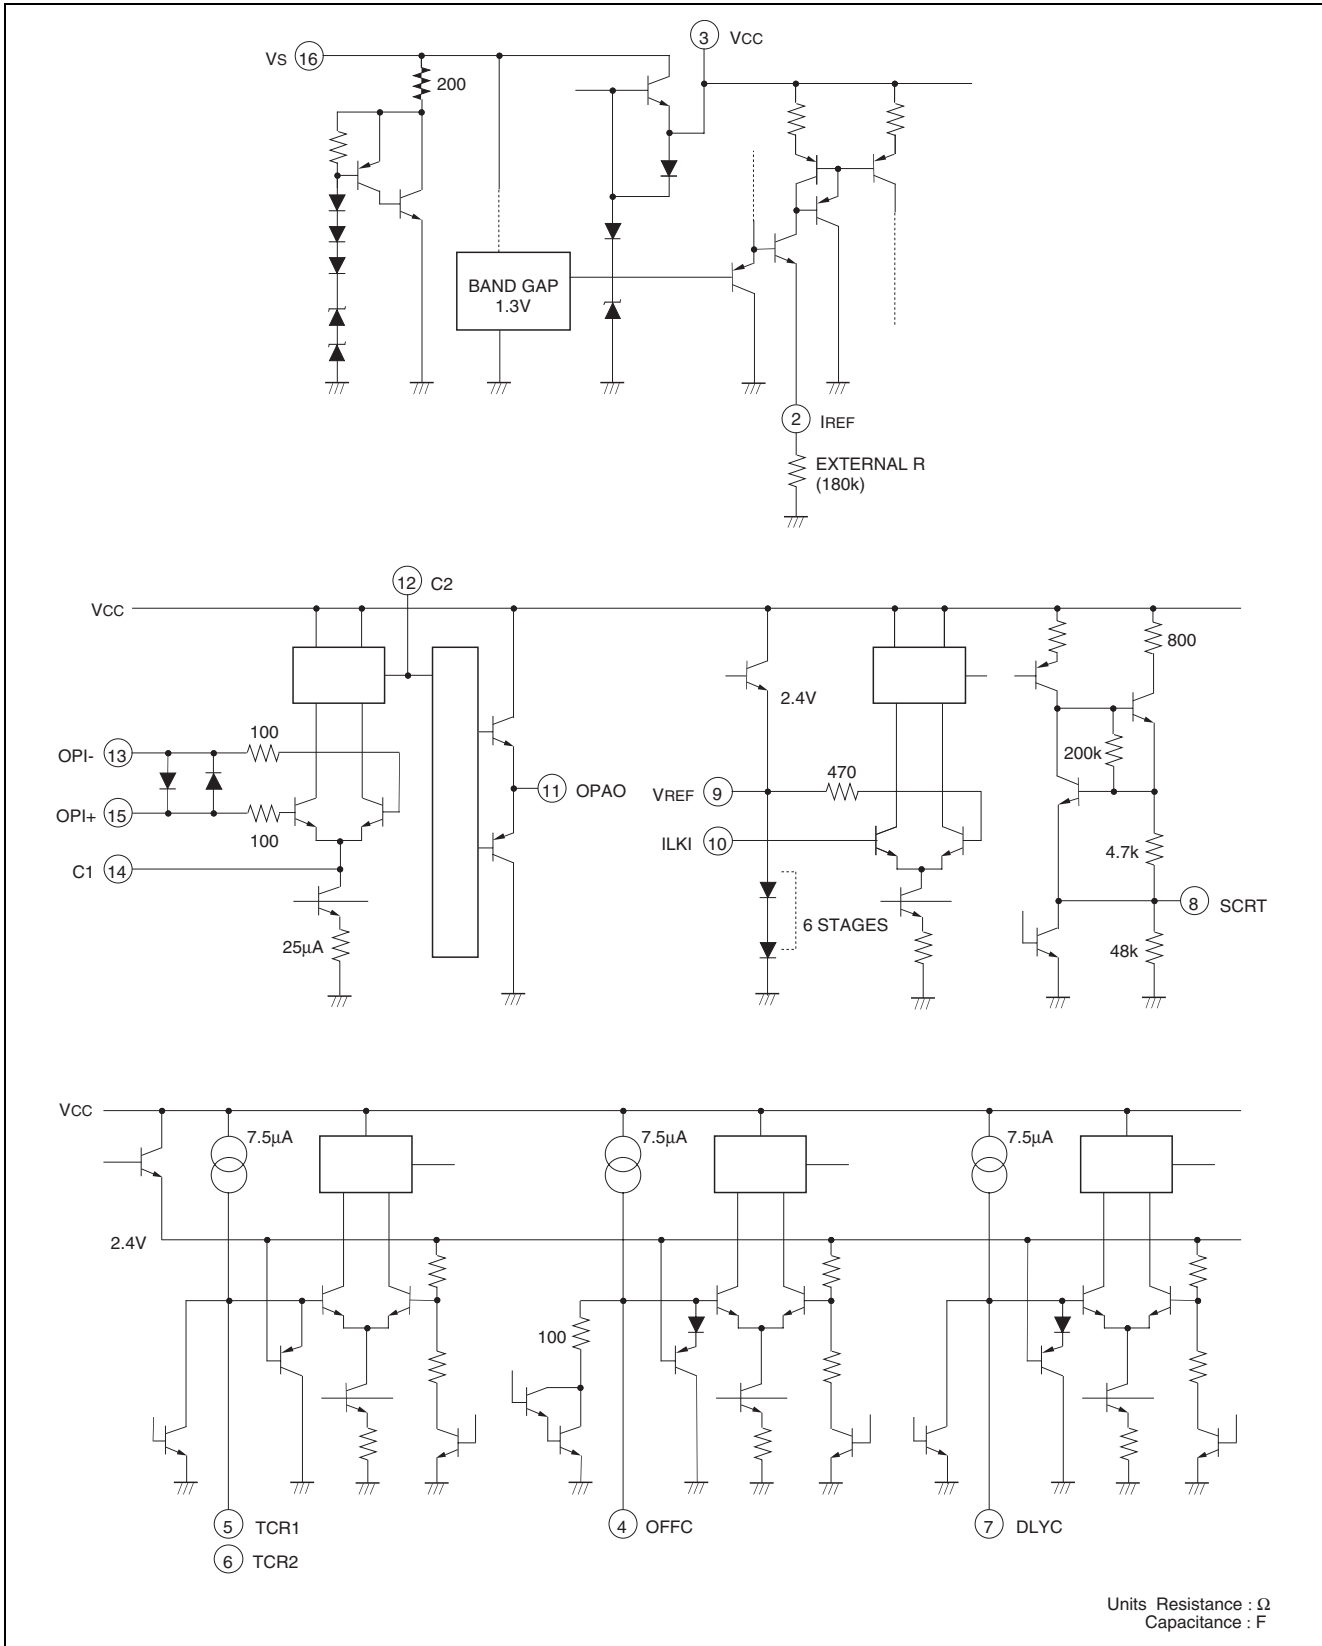 VS 16
3 VCC
200
BAND GAP
1.3V
2 IREF
EXTERNAL R
(180k)
12 C2
VCC
800
2.4V
100
OPI- 13
200k
470
VREF 9
11 OPAO
OPI+ 15
100
ILKI 10
4.7k
C1 14
8 SCRT
6 STAGES
25μA
48k
VCC
7.5μA
7.5μA
7.5μA
2.4V
100
5 TCR1
4 OFFC
7 DLYC
6 TCR2
Units Resistance : Ω
Capacitance : F